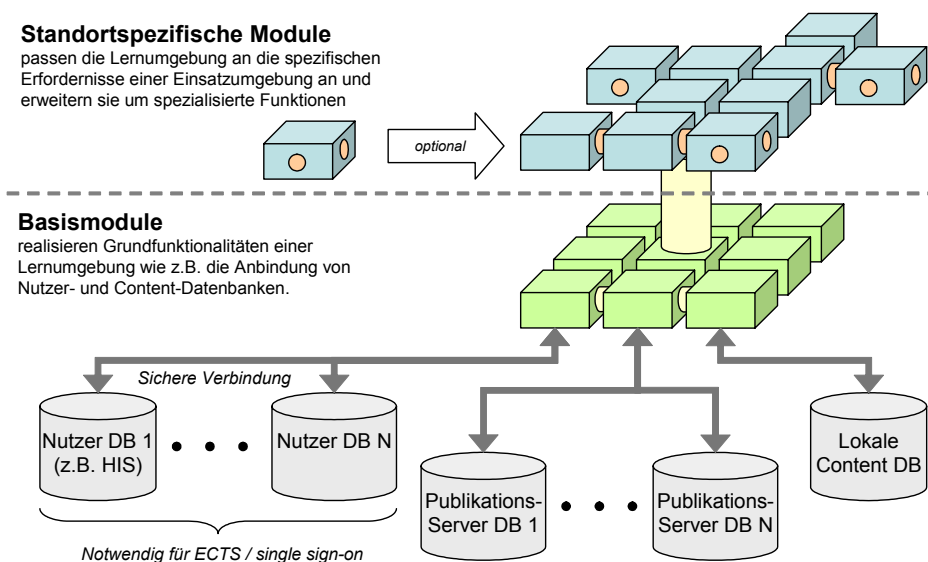 Standortspezifische Module
passen die Lernumgebung an die spezifischen
Erfordernisse einer Einsatzumgebung an und
erweitern sie um spezialisierte Funktionen
optional
Basismodule
realisieren Grundfunktionalitäten einer
Lernumgebung wie z.B. die Anbindung von
Nutzer- und Content-Datenbanken.
Sichere Verbindung
Nutzer DB 1
(z.B. HIS)
Nutzer DB N
Publikations-
Server DB 1
Publikations-
Server DB N
Lokale
Content DB
Notwendig für ECTS / single sign-on